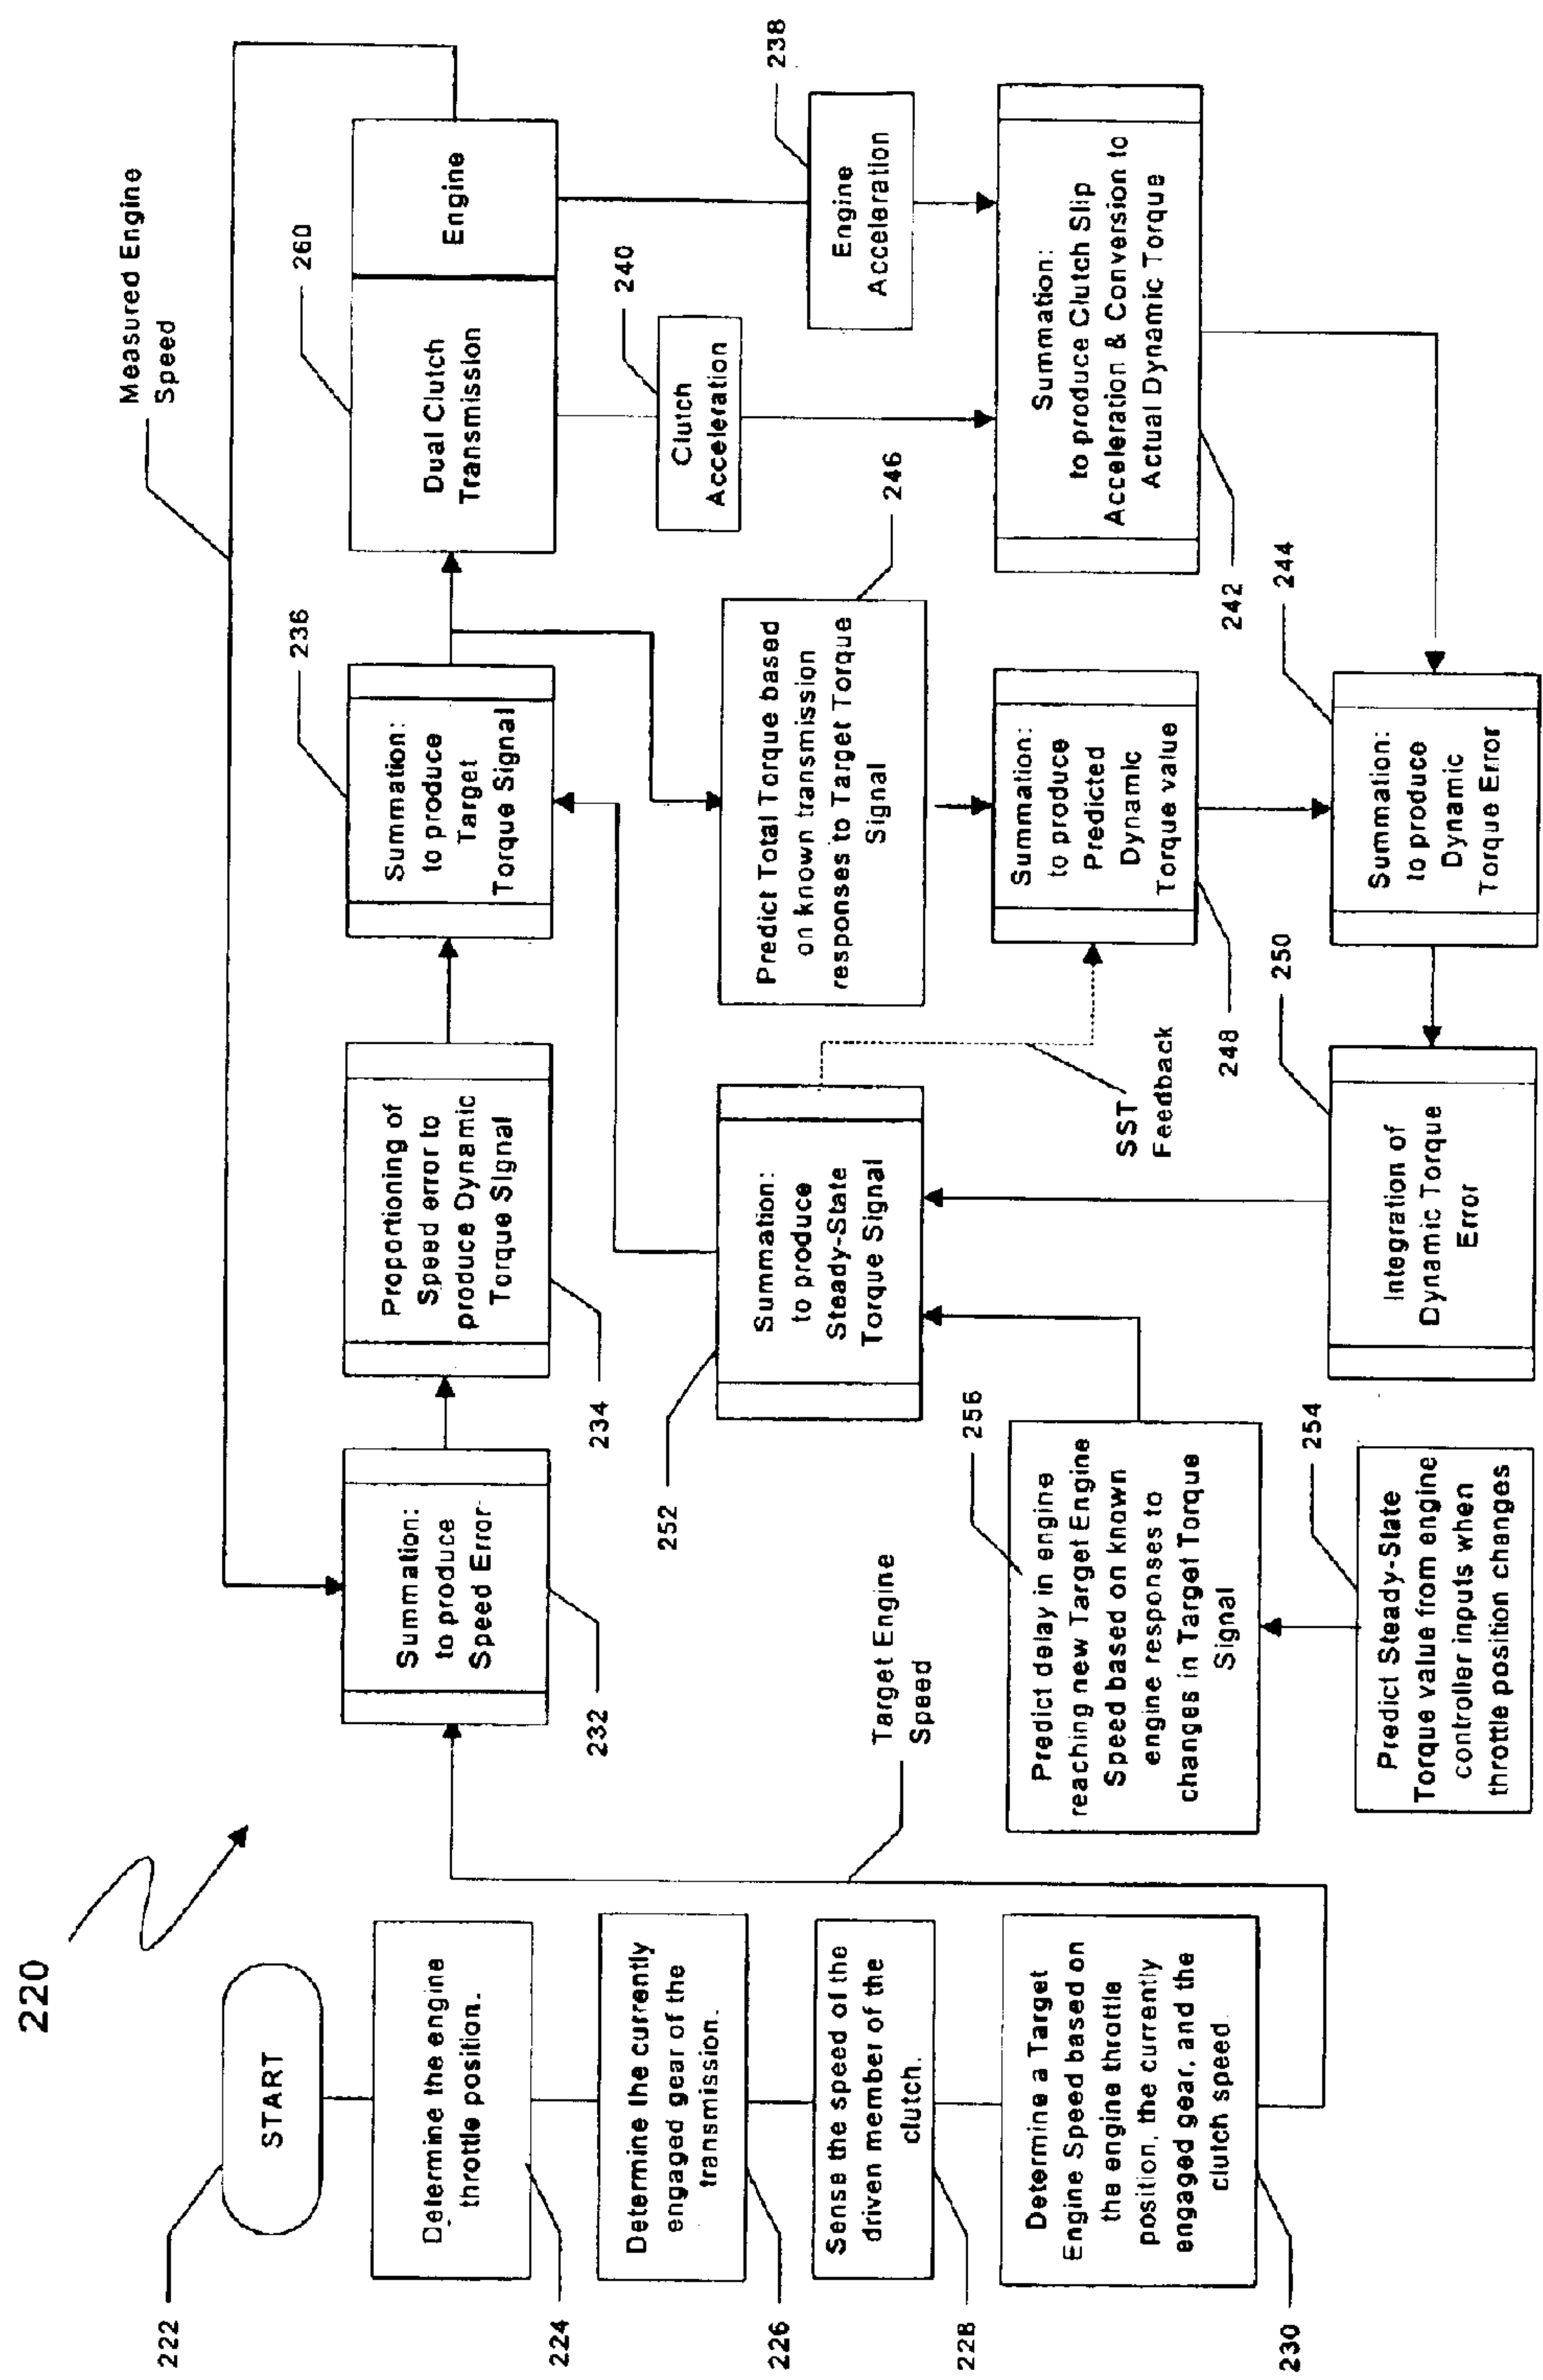 220
222
START
224
Determine the engine
throttle position.
226
Determine the currently
engaged gear of the
transmission.
228
Sense the speed of the
driven member of the
clutch.
230
Determine a Target
Engine Speed based on
the engine throttle
position, the currently
engaged gear, and the
clutch speed
Target Engine
Speed
Measured Engine
Speed
Summation:
to produce
Speed Error
232
Proportioning of
Speed error to
produce Dynamic
Torque Signal
234
236
Summation:
to produce
Target
Torque Signal
260
Dual Clutch
Transmission
Engine
240
Clutch
Acceleration
238
Engine
Acceleration
Summation:
to produce Clutch Slip
Acceleration & Conversion to
Actual Dynamic Torque
242
246
Predict Total Torque based
on known transmission
responses to Target Torque
Signal
Summation:
to produce
Predicted
Dynamic
Torque value
248
SST
Feedback
244
Summation:
to produce
Dynamic
Torque Error
250
Integration of
Dynamic Torque
Error
252
Summation:
to produce
Steady-State
Torque Signal
256
Predict delay in engine
reaching new Target Engine
Speed based on known
engine responses to
changes in Target Torque
Signal
254
Predict Steady-State
Torque value from engine
controller inputs when
throttle position changes